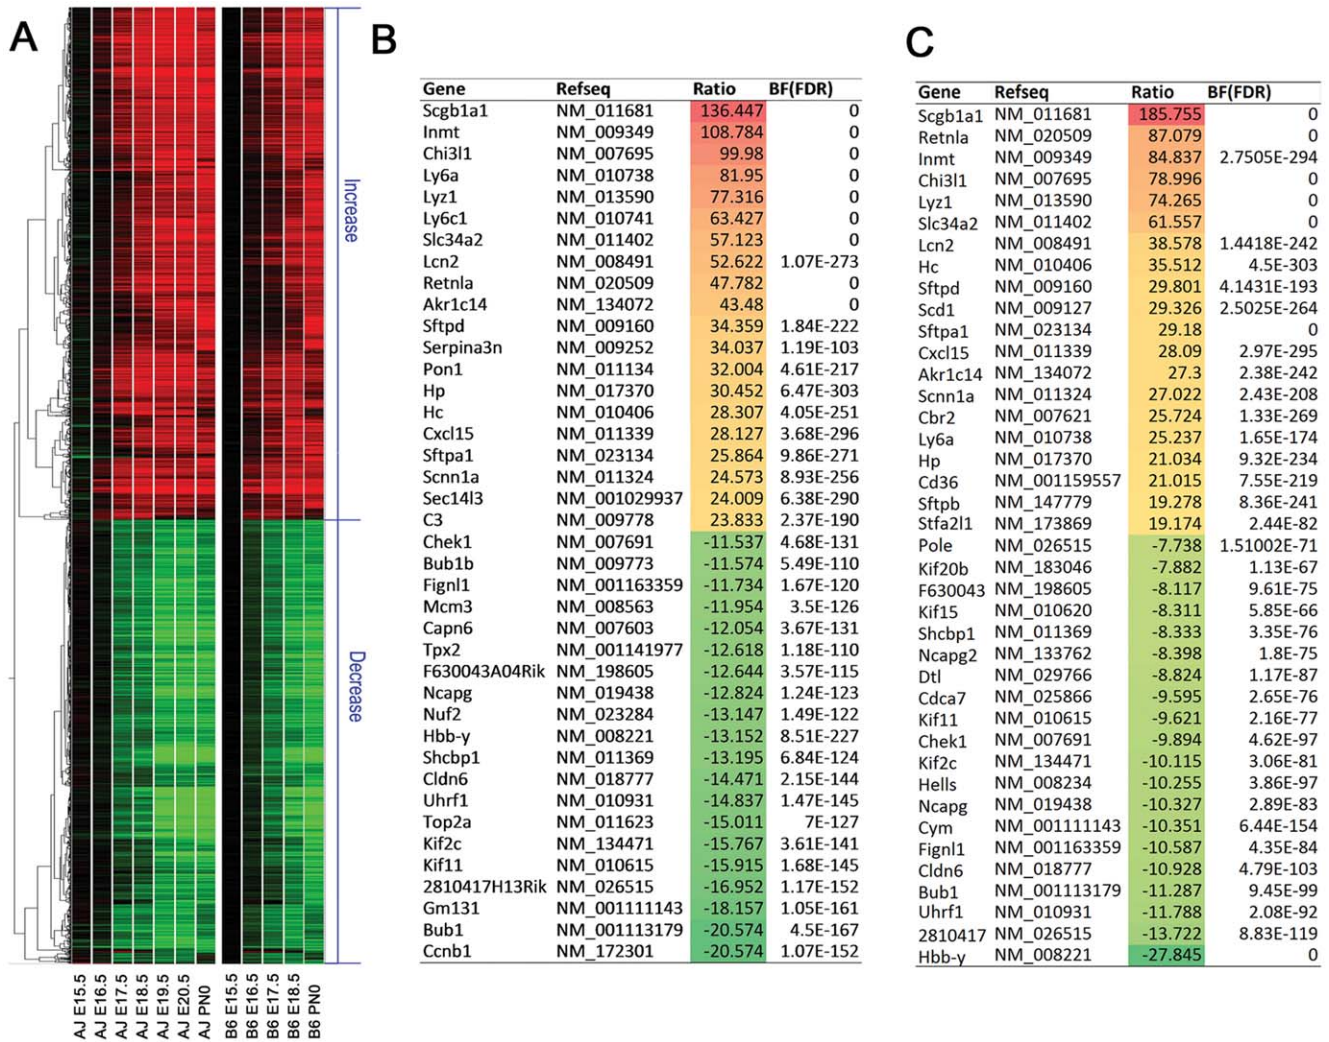 A
Increase
Decrease
AJ E15.5
AJ E16.5
AJ E17.5
AJ E18.5
AJ E19.5
AJ E20.5
AJ PN0
B6 E15.5
B6 E16.5
B6 E17.5
B6 E18.5
B6 PN0
B
Gene Refseq Ratio BF(FDR)
Scgb1a1 NM_011681 136.447 0
Inmt NM_009349 108.784 0
Chi3l1 NM_007695 99.98 0
Ly6a NM_010738 81.95 0
Lyz1 NM_013590 77.316 0
Ly6c1 NM_010741 63.427 0
Slc34a2 NM_011402 57.123 0
Lcn2 NM_008491 52.622 1.07E-273
Retnla NM_020509 47.782 0
Akr1c14 NM_134072 43.48 0
Sftpd NM_009160 34.359 1.84E-222
Serpina3n NM_009252 34.037 1.19E-103
Pon1 NM_011134 32.004 4.61E-217
Hp NM_017370 30.452 6.47E-303
Hc NM_010406 28.307 4.05E-251
Cxcl15 NM_011339 28.127 3.68E-296
Sftpa1 NM_023134 25.864 9.86E-271
Scnn1a NM_011324 24.573 8.93E-256
Sec14l3 NM_001029937 24.009 6.38E-290
C3 NM_009778 23.833 2.37E-190
Chek1 NM_007691 -11.537 4.68E-131
Bub1b NM_009773 -11.574 5.49E-110
Fignl1 NM_001163359 -11.734 1.67E-120
Mcm3 NM_008563 -11.954 3.5E-126
Capn6 NM_007603 -12.054 3.67E-131
Tpx2 NM_001141977 -12.618 1.18E-110
F630043A04Rik NM_198605 -12.644 3.57E-115
Ncapg NM_019438 -12.824 1.24E-123
Nuf2 NM_023284 -13.147 1.49E-122
Hbb-y NM_008221 -13.152 8.51E-227
Shcbp1 NM_011369 -13.195 6.84E-124
Cldn6 NM_018777 -14.471 2.15E-144
Uhrf1 NM_010931 -14.837 1.47E-145
Top2a NM_011623 -15.011 7E-127
Kif2c NM_134471 -15.767 3.61E-141
Kif11 NM_010615 -15.915 1.68E-145
2810417H13Rik NM_026515 -16.952 1.17E-152
Gm131 NM_001111143 -18.157 1.05E-161
Bub1 NM_001113179 -20.574 4.5E-167
Ccnb1 NM_172301 -20.574 1.07E-152
C
Gene Refseq Ratio BF(FDR)
Scgb1a1 NM_011681 185.755 0
Retnla NM_020509 87.079 0
Inmt NM_009349 84.837 2.7505E-294
Chi3l1 NM_007695 78.996 0
Lyz1 NM_013590 74.265 0
Slc34a2 NM_011402 61.557 0
Lcn2 NM_008491 38.578 1.4418E-242
Hc NM_010406 35.512 4.5E-303
Sftpd NM_009160 29.801 4.1431E-193
Scd1 NM_009127 29.326 2.5025E-264
Sftpa1 NM_023134 29.18 0
Cxcl15 NM_011339 28.09 2.97E-295
Akr1c14 NM_134072 27.3 2.38E-242
Scnn1a NM_011324 27.022 2.43E-208
Cbr2 NM_007621 25.724 1.33E-269
Ly6a NM_010738 25.237 1.65E-174
Hp NM_017370 21.034 9.32E-234
Cd36 NM_001159557 21.015 7.55E-219
Sftpb NM_147779 19.278 8.36E-241
Stfa2l1 NM_173869 19.174 2.44E-82
Pole NM_026515 -7.738 1.51002E-71
Kif20b NM_183046 -7.882 1.13E-67
F630043 NM_198605 -8.117 9.61E-75
Kif15 NM_010620 -8.311 5.85E-66
Shcbp1 NM_011369 -8.333 3.35E-76
Ncapg2 NM_133762 -8.398 1.8E-75
Dtl NM_029766 -8.824 1.17E-87
Cdca7 NM_025866 -9.595 2.65E-76
Kif11 NM_010615 -9.621 2.16E-77
Chek1 NM_007691 -9.894 4.62E-97
Kif2c NM_134471 -10.115 3.06E-81
Hells NM_008234 -10.255 3.86E-97
Ncapg NM_019438 -10.327 2.89E-83
Cym NM_001111143 -10.351 6.44E-154
Fignl1 NM_001163359 -10.587 4.35E-84
Cldn6 NM_018777 -10.928 4.79E-103
Bub1 NM_001113179 -11.287 9.45E-99
Uhrf1 NM_010931 -11.788 2.08E-92
2810417 NM_026515 -13.722 8.83E-119
Hbb-y NM_008221 -27.845 0